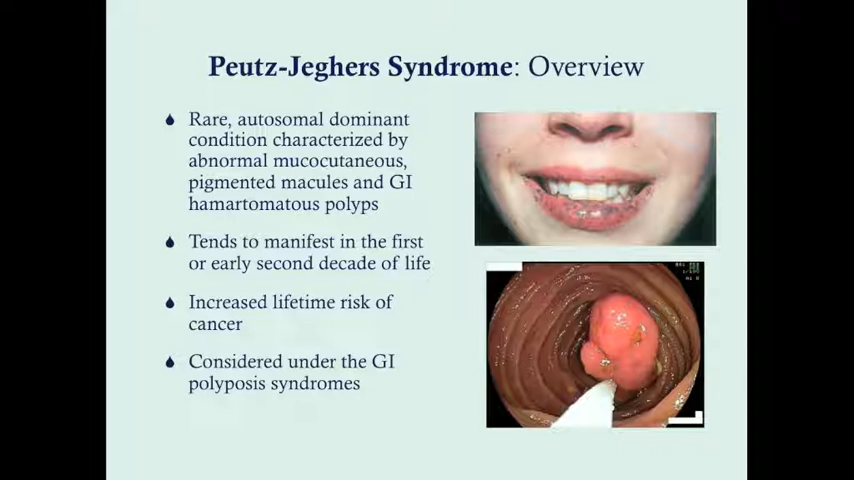 Peutz-Jeghers Syndrome: Overview
Rare, autosomal dominant
condition characterized by
abnormal mucocutaneous,
pigmented macules and GI
hamartomatous polyps
Tends to manifest in the first
or early second decade of life
Increased lifetime risk of
cancer
Considered under the GI
polyposis syndromes